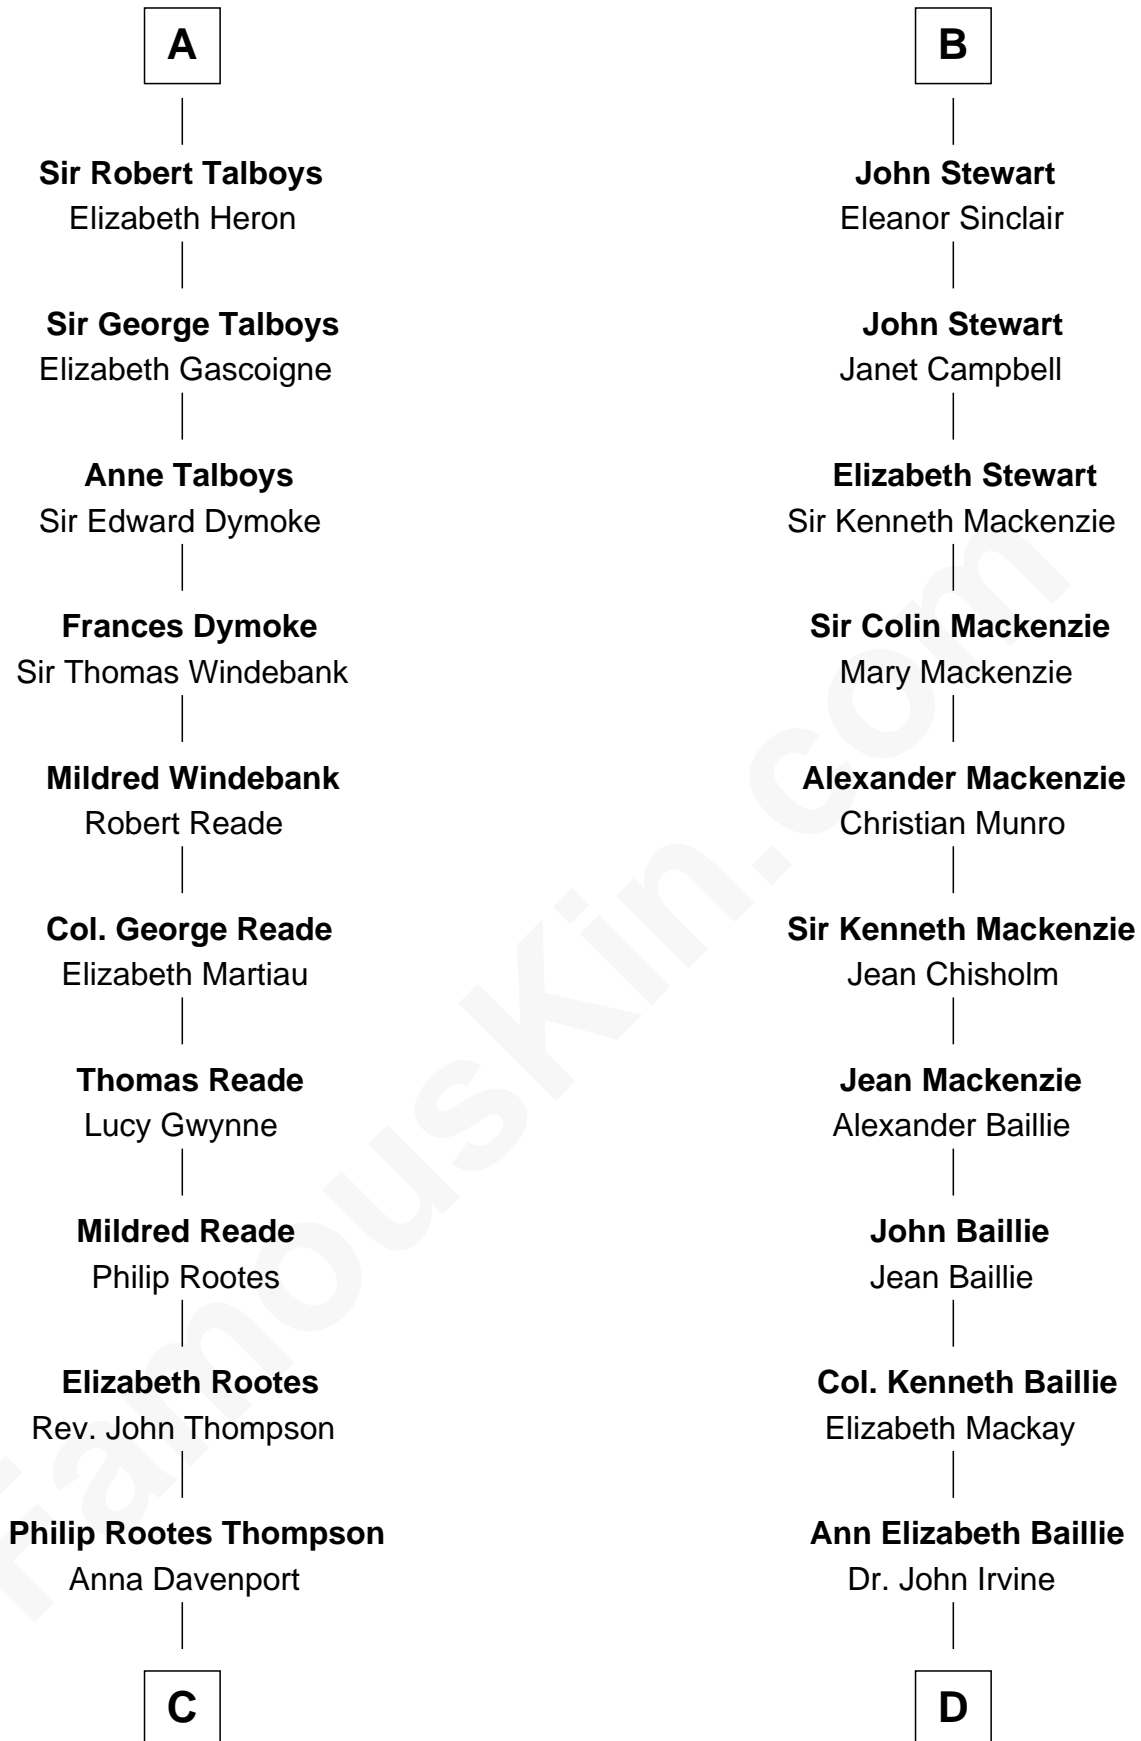 A
Sir Robert Talboys
Elizabeth Heron
Sir George Talboys
Elizabeth Gascoigne
Anne Talboys
Sir Edward Dymoke
Frances Dymoke
Sir Thomas Windebank
Mildred Windebank
Robert Reade
Col. George Reade
Elizabeth Martiau
Thomas Reade
Lucy Gwynne
Mildred Reade
Philip Rootes
Elizabeth Rootes
Rev. John Thompson
Philip Rootes Thompson
Anna Davenport
C
B
John Stewart
Eleanor Sinclair
John Stewart
Janet Campbell
Elizabeth Stewart
Sir Kenneth Mackenzie
Sir Colin Mackenzie
Mary Mackenzie
Alexander Mackenzie
Christian Munro
Sir Kenneth Mackenzie
Jean Chisholm
Jean Mackenzie
Alexander Baillie
John Baillie
Jean Baillie
Col. Kenneth Baillie
Elizabeth Mackay
Ann Elizabeth Baillie
Dr. John Irvine
D
FamousKin.com